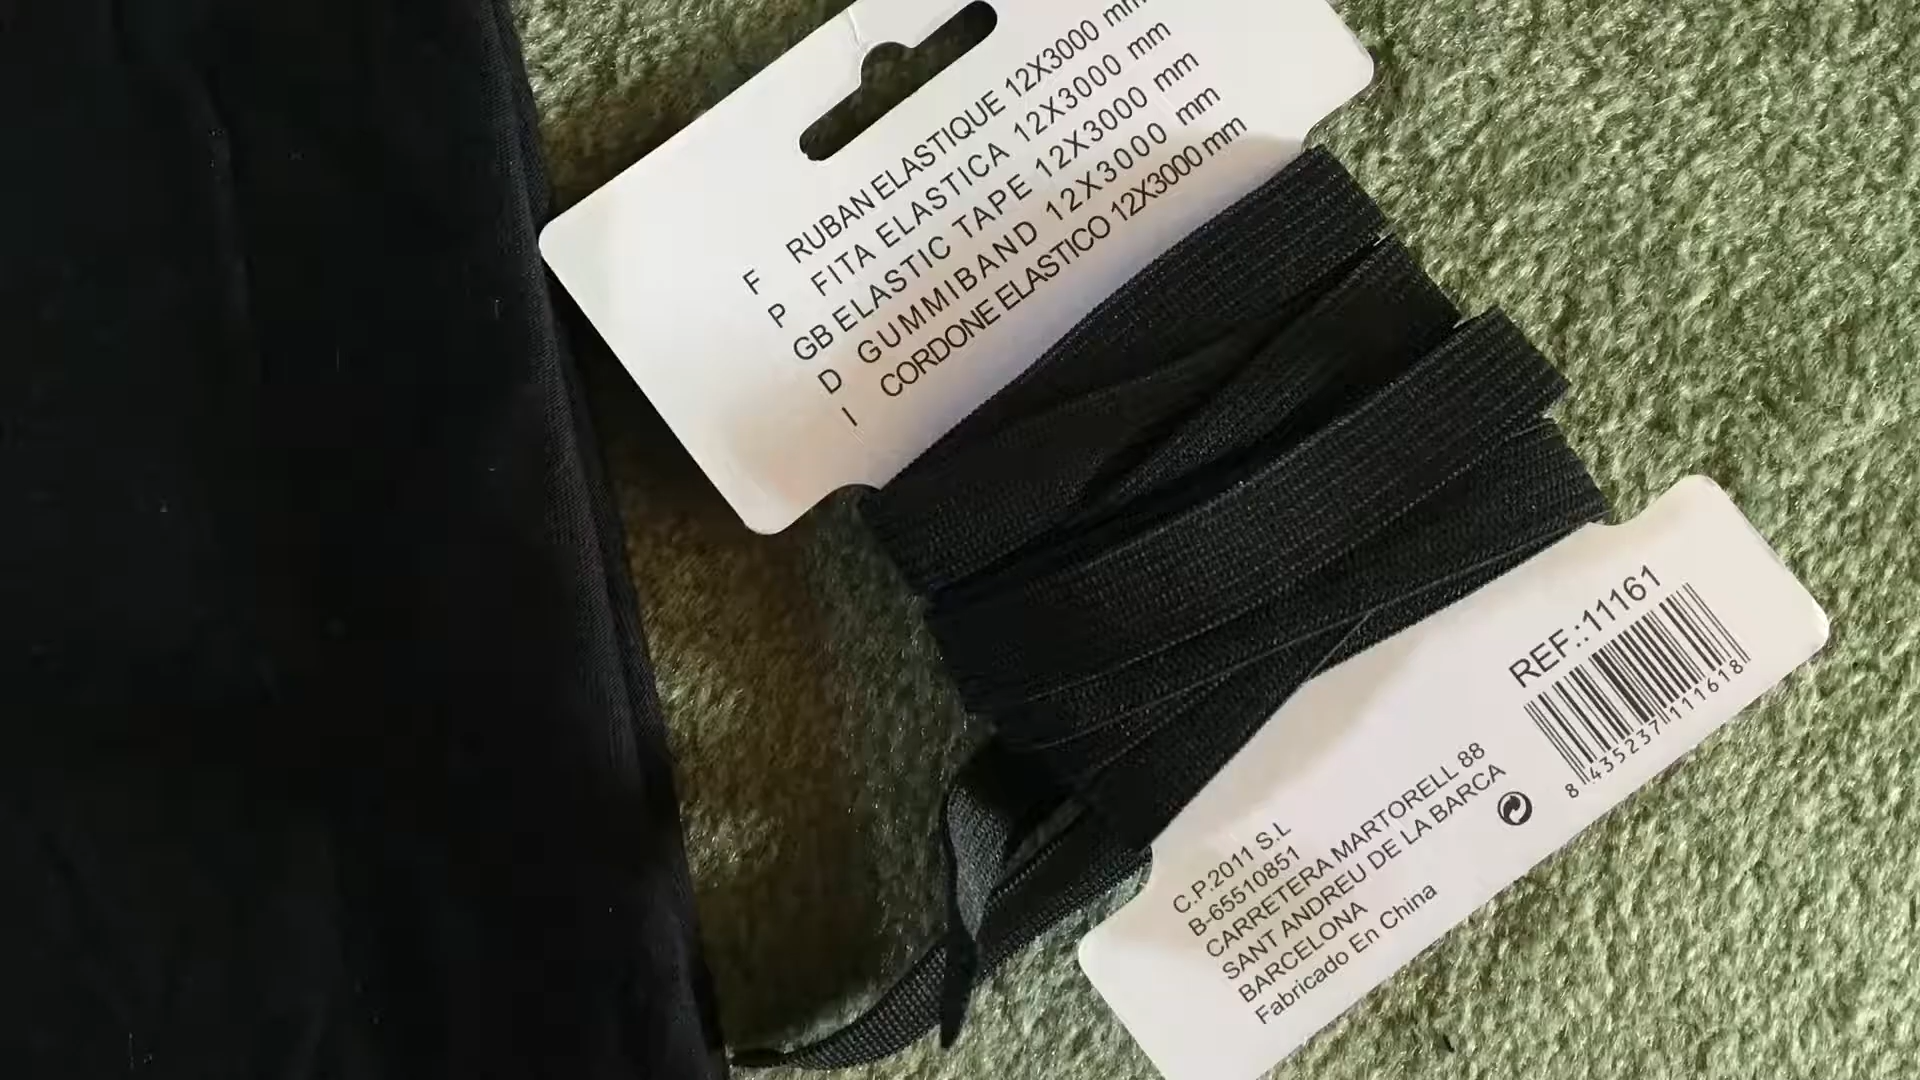 F RUBAN ELASTIQUE 12X3000 mm
P FITA ELASTICA 12X3000 mm
GB ELASTIC TAPE 12X3000 mm
D GUMMIBAND 12X3000 mm
I CORDONE ELASTICO 12X3000 mm
REF.:11161
8 435237 111618
C.P.2011 S.L
B-65510851
CARRETERA MARTORELL 88
SANT ANDREU DE LA BARCA
BARCELONA
Fabricado En China